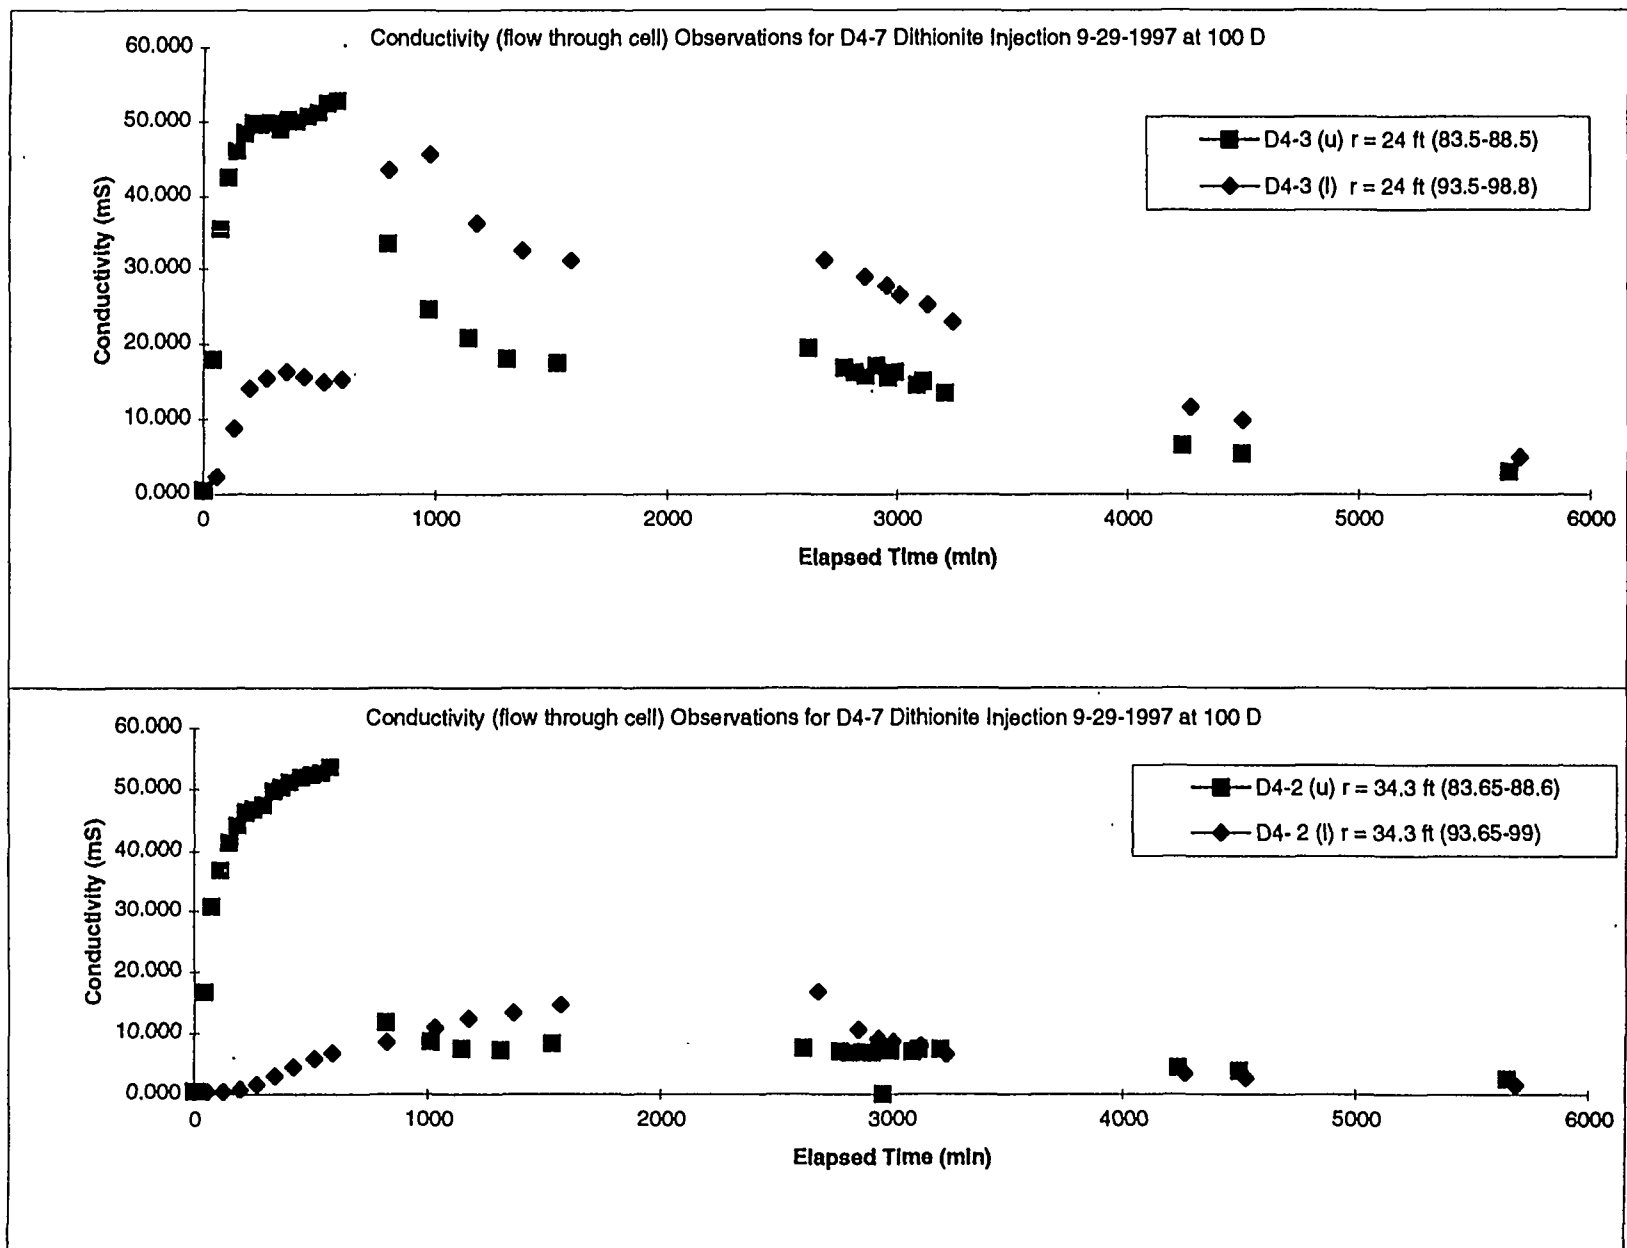 Conductivity (flow through cell) Observations for D4-7 Dithionite Injection 9-29-1997 at 100 D
60.000
50.000
40.000
30.000
20.000
10.000
0.000
Conductivity (mS)
D4-3 (u) r = 24 ft (83.5-88.5)
D4-3 (l) r = 24 ft (93.5-98.8)
0 1000 2000 3000 4000 5000 6000
Elapsed Time (min)
Conductivity (flow through cell) Observations for D4-7 Dithionite Injection 9-29-1997 at 100 D
60.000
50.000
40.000
30.000
20.000
10.000
0.000
Conductivity (mS)
D4-2 (u) r = 34.3 ft (83.65-88.6)
D4- 2 (l) r = 34.3 ft (93.65-99)
0 1000 2000 3000 4000 5000 6000
Elapsed Time (min)